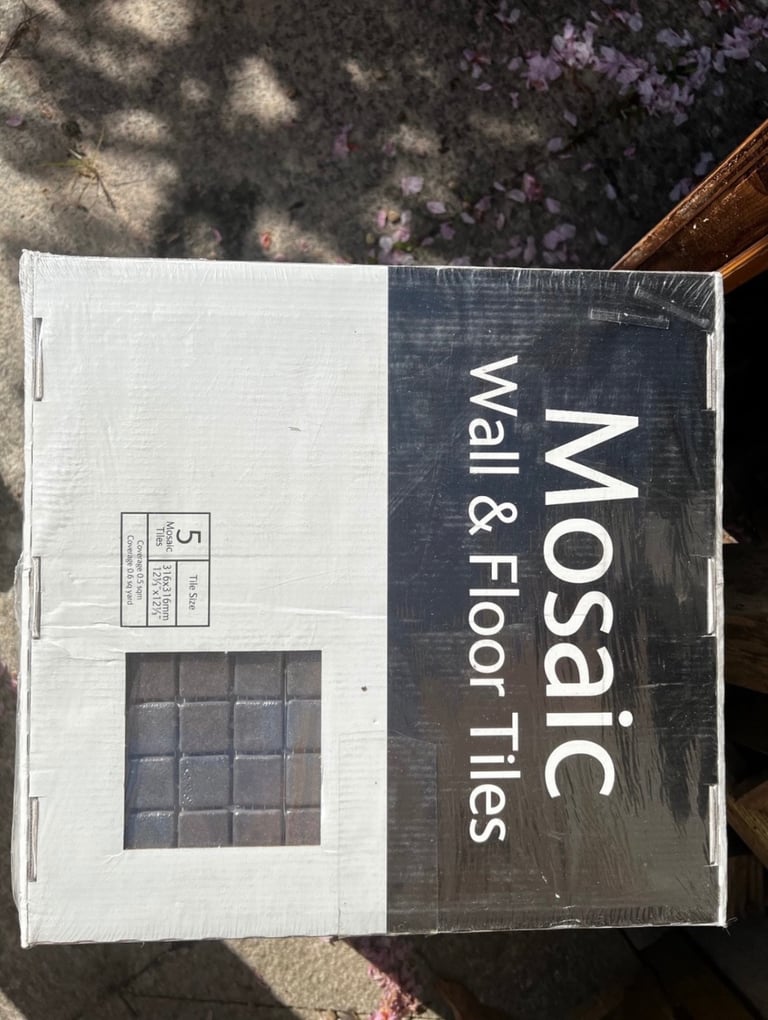 Mosaic
Wall & Floor Tiles
5
Mosaic
Tiles
Tile Size
316x316mm
12½"x12½"
Coverage 0.5 sqm
Coverage 0.6 sq yard